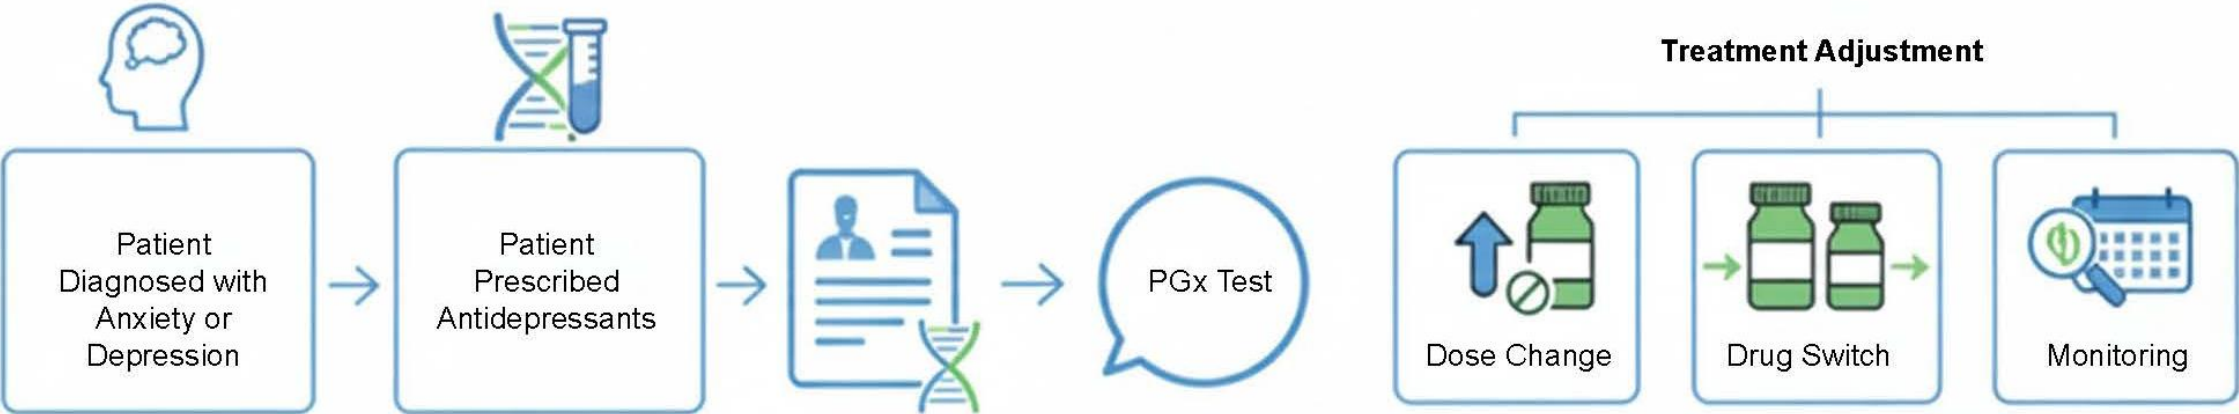 Patient
Diagnosed with
Anxiety or
Depression
Patient
Prescribed
Antidepressants
PGx Test
Treatment Adjustment
Dose Change
Drug Switch
Monitoring